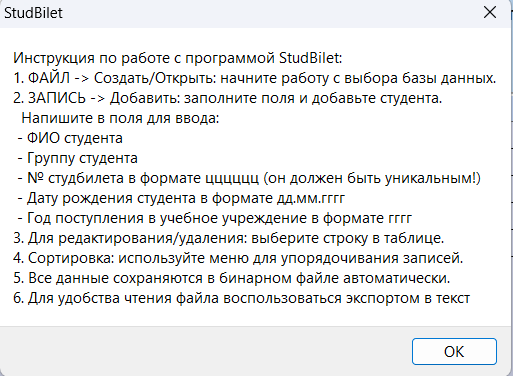 StudBilet
Инструкция по работе с программой StudBilet:
1. ФАЙЛ -> Создать/Открыть: начните работу с выбора базы данных.
2. ЗАПИСЬ -> Добавить: заполните поля и добавьте студента.
Напишите в поля для ввода:
- ФИО студента
- Группу студента
- № студбилета в формате цццццц (он должен быть уникальным!)
- Дату рождения студента в формате дд.мм.гггг
- Год поступления в учебное учреждение в формате гггг
3. Для редактирования/удаления: выберите строку в таблице.
4. Сортировка: используйте меню для упорядочивания записей.
5. Все данные сохраняются в бинарном файле автоматически.
6. Для удобства чтения файла воспользоваться экспортом в текст
OK